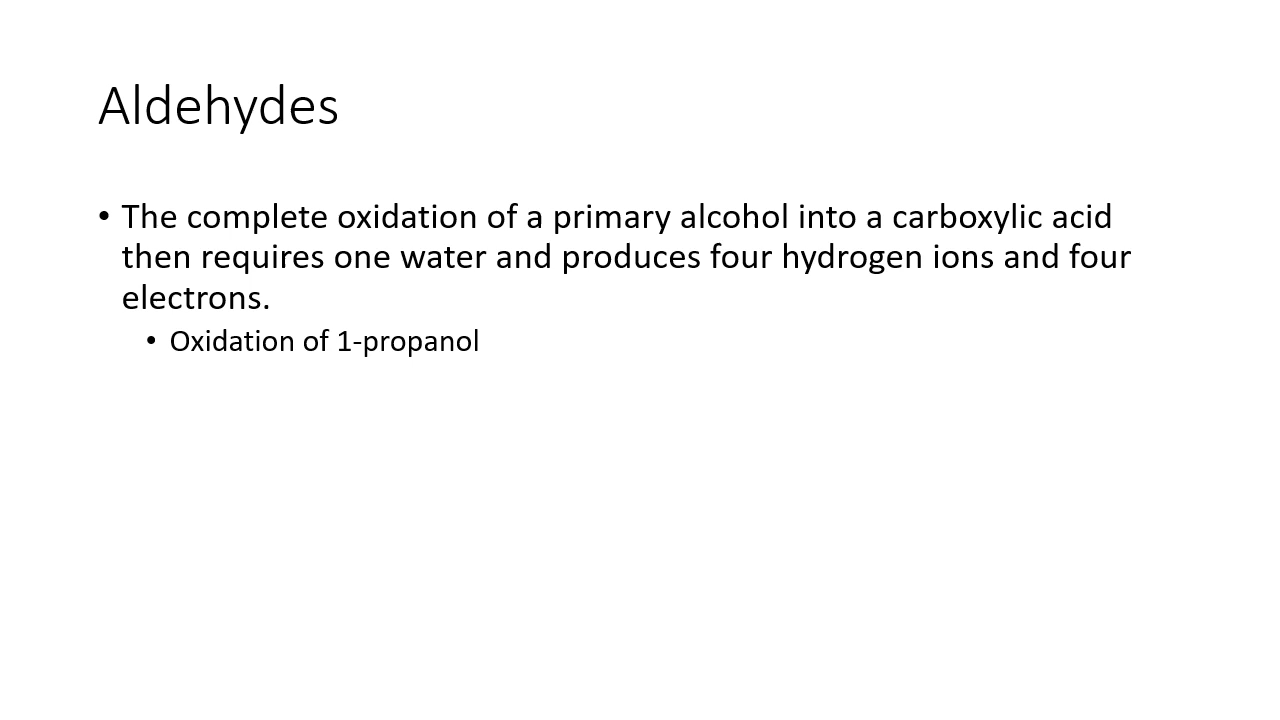 Aldehydes
• The complete oxidation of a primary alcohol into a carboxylic acid
then requires one water and produces four hydrogen ions and four
electrons.
• Oxidation of 1-propanol